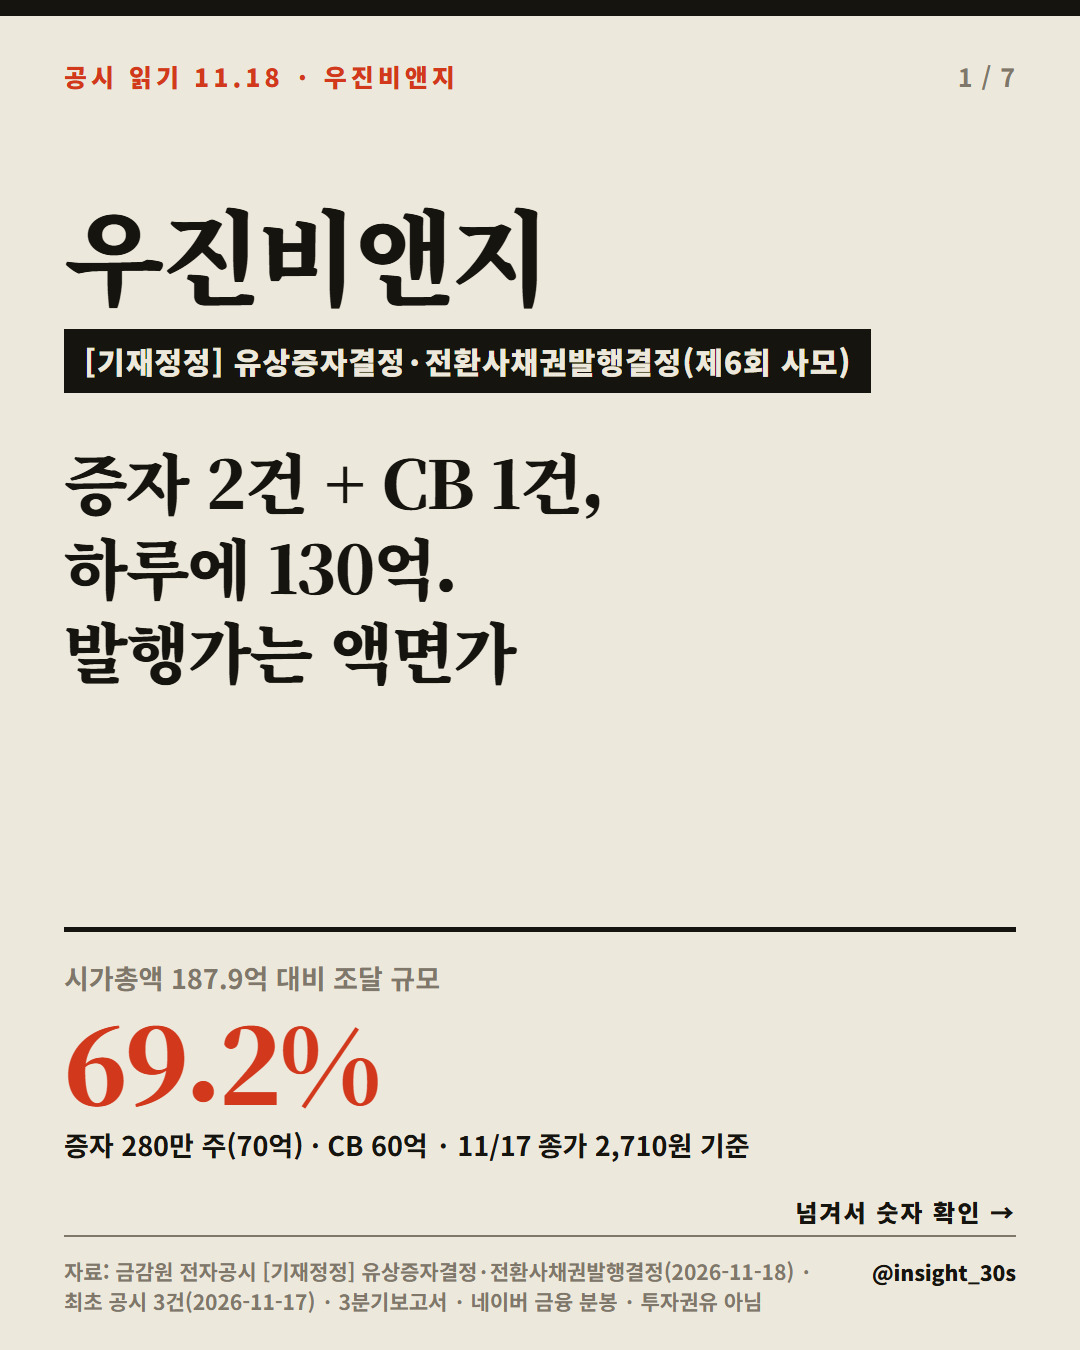 공시 읽기 11.18 · 우진비앤지
1 / 7
우진비앤지
[기재정정] 유상증자결정·전환사채권발행결정(제6회 사모)
증자 2건 + CB 1건,
하루에 130억.
발행가는 액면가
시가총액 187.9억 대비 조달 규모
69.2%
증자 280만 주(70억) · CB 60억 · 11/17 종가 2,710원 기준
넘겨서 숫자 확인 →
자료: 금감원 전자공시 [기재정정] 유상증자결정·전환사채권발행결정(2026-11-18) ·
최초 공시 3건(2026-11-17) · 3분기보고서 · 네이버 금융 분봉 · 투자권유 아님
@insight_30s